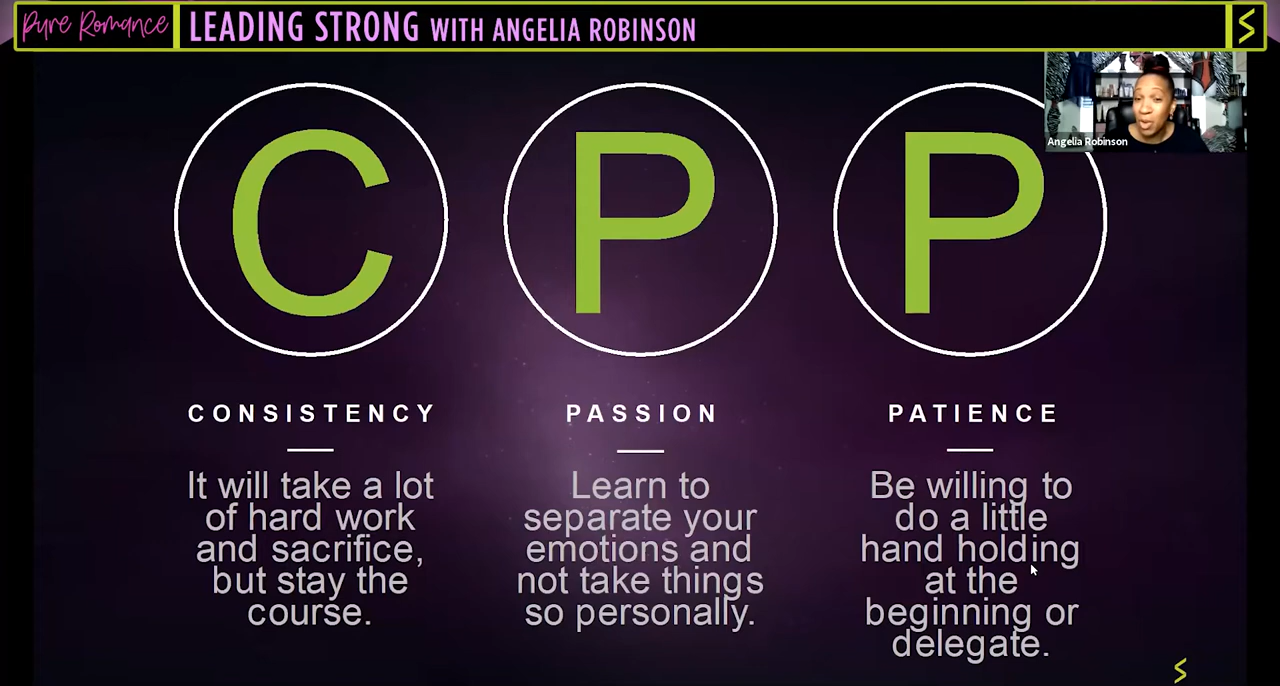 Pure Romance
LEADING STRONG WITH ANGELIA ROBINSON
Angelia Robinson
C
P
P
CONSISTENCY
It will take a lot
of hard work
and sacrifice,
but stay the
course.
PASSION
Learn to
separate your
emotions and
not take things
so personally.
PATIENCE
Be willing to
do a little
hand holding
at the
beginning or
delegate.